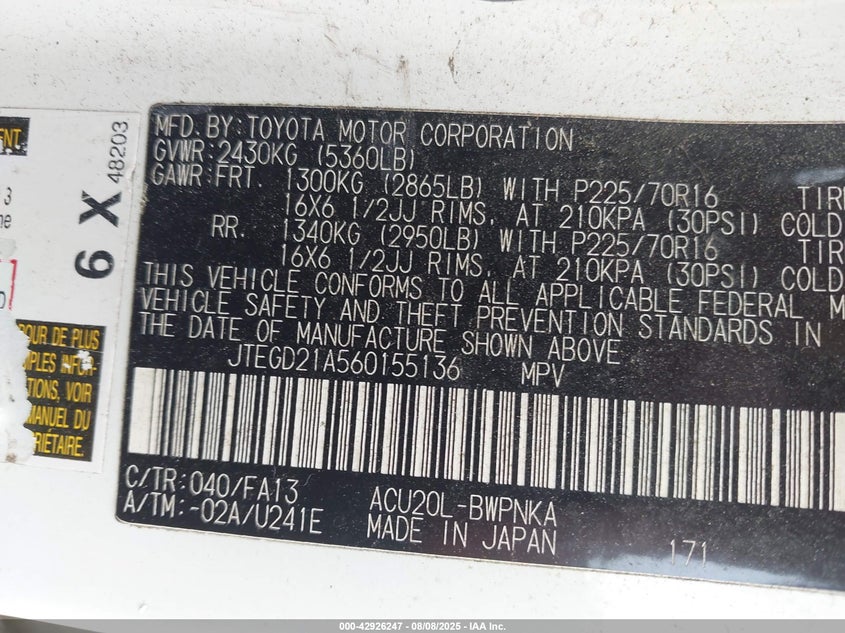 MFD. BY: TOYOTA MOTOR CORPORATION
GVWR: 2430KG (5360LB)
GAWR: FRT. 1300KG (2865LB) WITH P225/70R16
16X6 1/2JJ RIMS, AT 210KPA (30PSI) COLD
RR. 1340KG (2950LB) WITH P225/70R16
16X6 1/2JJ RIMS, AT 210KPA (30PSI) COLD
THIS VEHICLE CONFORMS TO ALL APPLICABLE FEDERAL
VEHICLE SAFETY AND THEFT PREVENTION STANDARDS IN
THE DATE OF MANUFACTURE SHOWN ABOVE
JTEGD21A560155136 MPV
C/TR: 040/FA13 ACU20L-BWPNKA
A/TM: -02A/U241E MADE IN JAPAN 171
6 X
48203
3
OUR DE PLUS
SIMPLES
TIONS, VOIR
MANUEL DU
RIÉTAIRE.
000-42926247 - 08/08/2025 - IAA Inc.